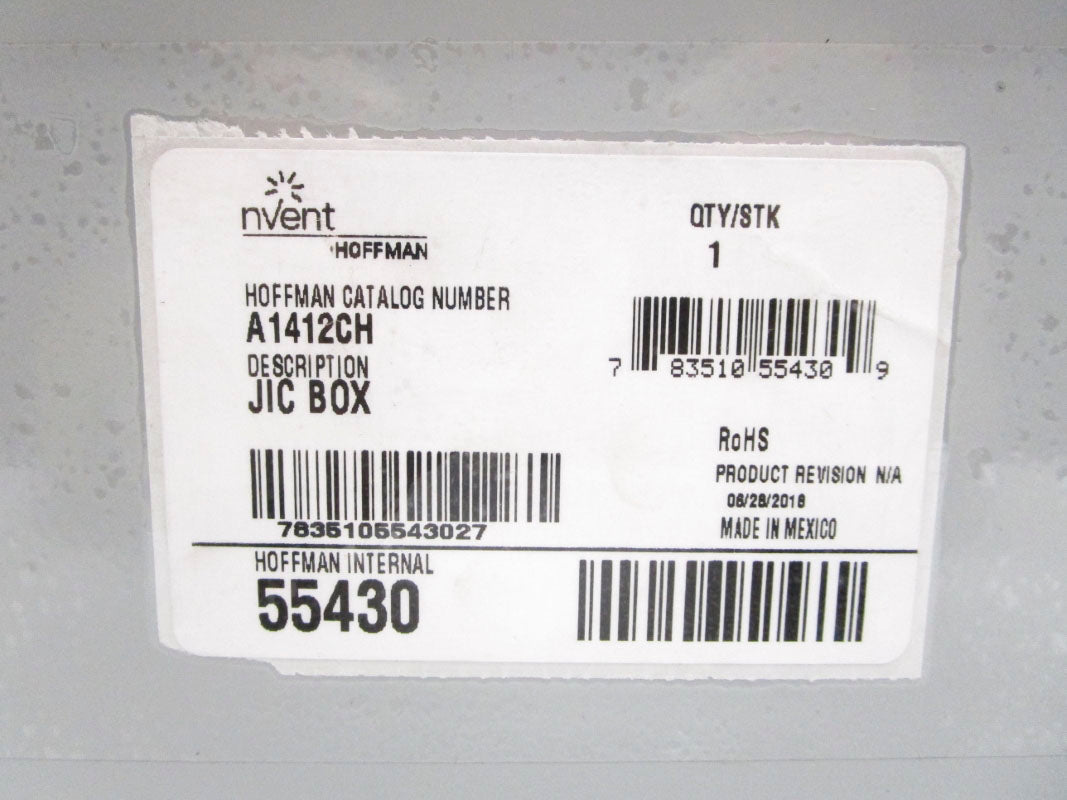 nVent
HOFFMAN
QTY/STK
1
HOFFMAN CATALOG NUMBER
A1412CH
DESCRIPTION
JIC BOX
7 83510 55430 9
RoHS
PRODUCT REVISION N/A
06/28/2018
MADE IN MEXICO
7835105543027
HOFFMAN INTERNAL
55430